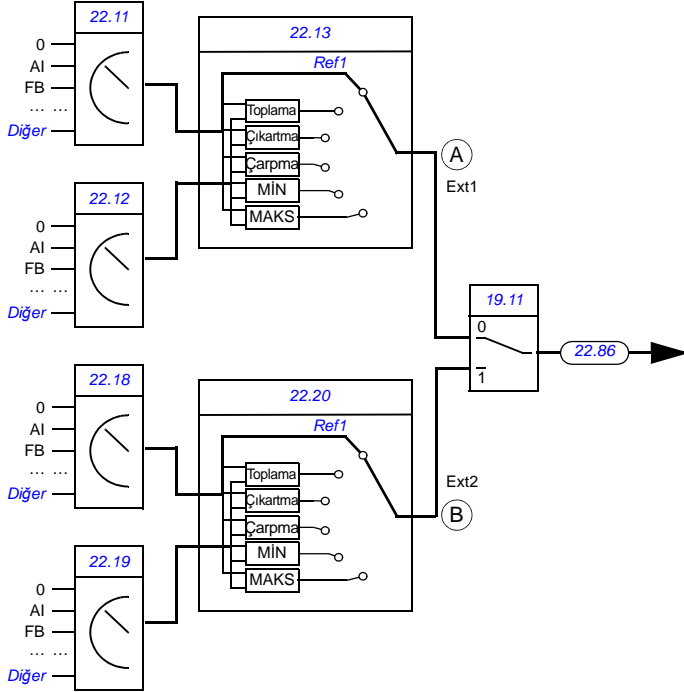 22.11
0
AI
FB
... ...
Diğer
22.12
0
AI
FB
... ...
Diğer
22.13
Ref1
Toplama
Çıkartma
Çarpma
MİN
MAKS
A
Ext1
19.11
0
1
22.86
22.18
0
AI
FB
... ...
Diğer
22.19
0
AI
FB
... ...
Diğer
22.20
Ref1
Toplama
Çıkartma
Çarpma
MİN
MAKS
Ext2
B